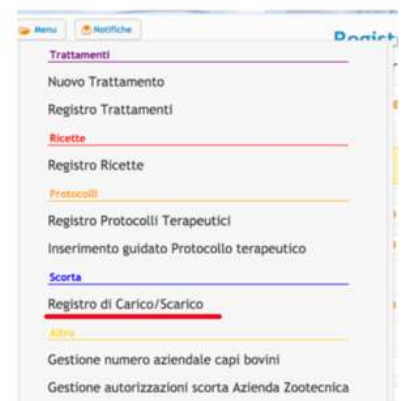 Menu Notifiche
Registr
Trattamenti
Nuovo Trattamento
Registro Trattamenti
Ricette
Registro Ricette
Protocolli
Registro Protocolli Terapeutici
Inserimento guidato Protocollo terapeutico
Scorta
Registro di Carico/Scarico
Altro
Gestione numero aziendale capi bovini
Gestione autorizzazioni scorta Azienda Zootecnica